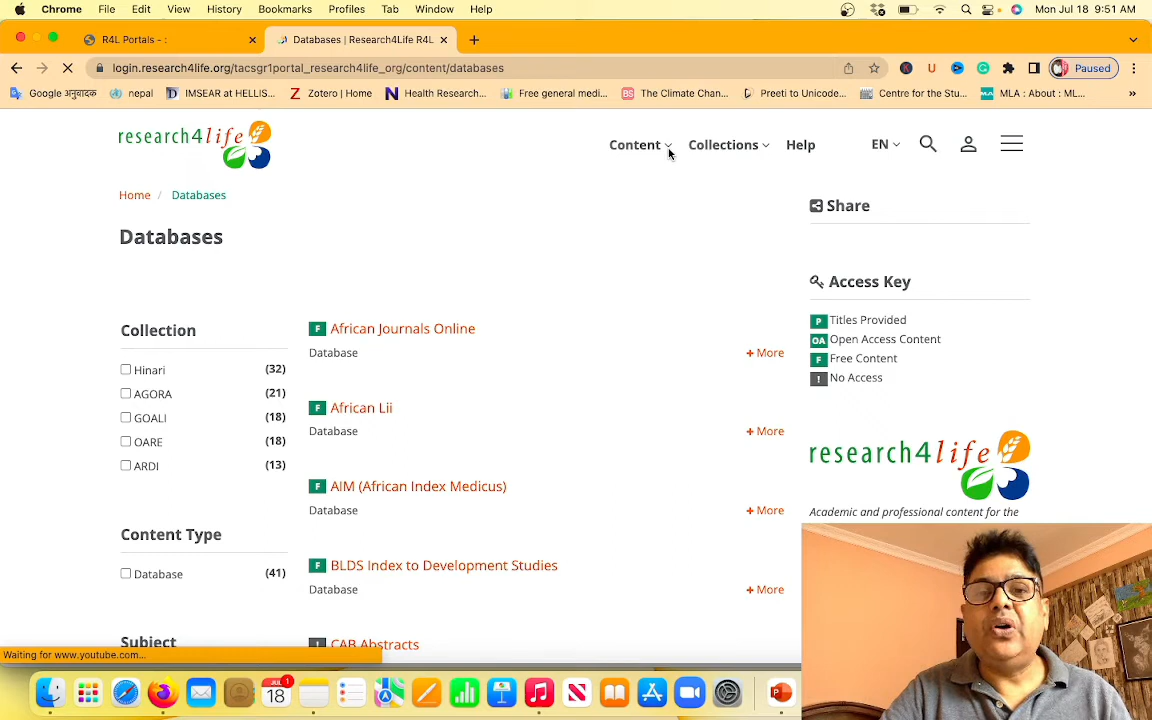 Chrome File Edit View History Bookmarks Profiles Tab Window Help Mon Jul 18 9:51 AM
R4L Portals - : Databases | Research4Life R4L
login.research4life.org/tacsgr1portal_research4life_org/content/databases Paused
Google अनुवादक nepal IMSEAR at HELLIS... Zotero | Home Health Research... Free general medi... The Climate Chan... Preeti to Unicode... Centre for the Stu... MLA : About : ML... »
research4life
Content Collections Help EN
Home / Databases
Share
Databases
Access Key
P Titles Provided
OA Open Access Content
F Free Content
! No Access
Collection
Hinari (32)
AGORA (21)
GOALI (18)
OARE (18)
ARDI (13)
Content Type
Database (41)
Subject
F African Journals Online
Database + More
F African Lii
Database + More
F AIM (African Index Medicus)
Database + More
F BLDS Index to Development Studies
Database + More
! CAB Abstracts
research4life
Academic and professional content for the
Waiting for www.youtube.com...
JUL 18 1